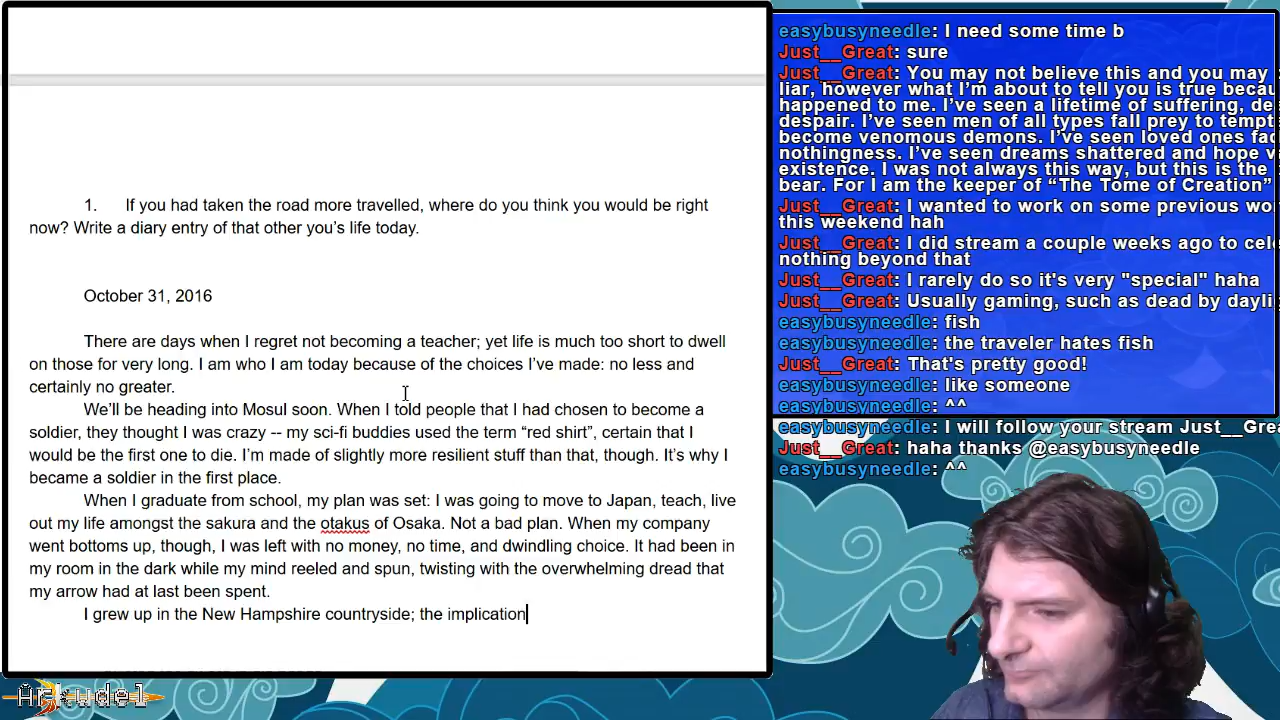 1. If you had taken the road more travelled, where do you think you would be right
now? Write a diary entry of that other you's life today.
October 31, 2016
There are days when I regret not becoming a teacher; yet life is much too short to dwell
on those for very long. I am who I am today because of the choices I've made: no less and
certainly no greater.
We'll be heading into Mosul soon. When I told people that I had chosen to become a
soldier, they thought I was crazy -- my sci-fi buddies used the term “red shirt”, certain that I
would be the first one to die. I'm made of slightly more resilient stuff than that, though. It's why I
became a soldier in the first place.
When I graduate from school, my plan was set: I was going to move to Japan, teach, live
out my life amongst the sakura and the otakus of Osaka. Not a bad plan. When my company
went bottoms up, though, I was left with no money, no time, and dwindling choice. It had been in
my room in the dark while my mind reeled and spun, twisting with the overwhelming dread that
my arrow had at last been spent.
I grew up in the New Hampshire countryside; the implication
easybusyneedle: I need some time b
Just__Great: sure
Just__Great: You may not believe this and you may
liar, however what I'm about to tell you is true
happened to me. I've seen a lifetime of suffering,
despair. I've seen men of all types fall prey to
become venomous demons. I've seen loved ones
nothingness. I've seen dreams shattered and hope
existence. I was not always this way, but this is the
bear. For I am the keeper of “The Tome of Creation”
Just__Great: I wanted to work on some previous
this weekend hah
Just__Great: I did stream a couple weeks ago to
nothing beyond that
Just__Great: I rarely do so it's very "special" haha
Just__Great: Usually gaming, such as dead by
easybusyneedle: fish
easybusyneedle: the traveler hates fish
Just__Great: That's pretty good!
easybusyneedle: like someone
easybusyneedle: ^^
easybusyneedle: I will follow your stream Just__Grea
Just__Great: haha thanks @easybusyneedle
easybusyneedle: ^^
Arkudel